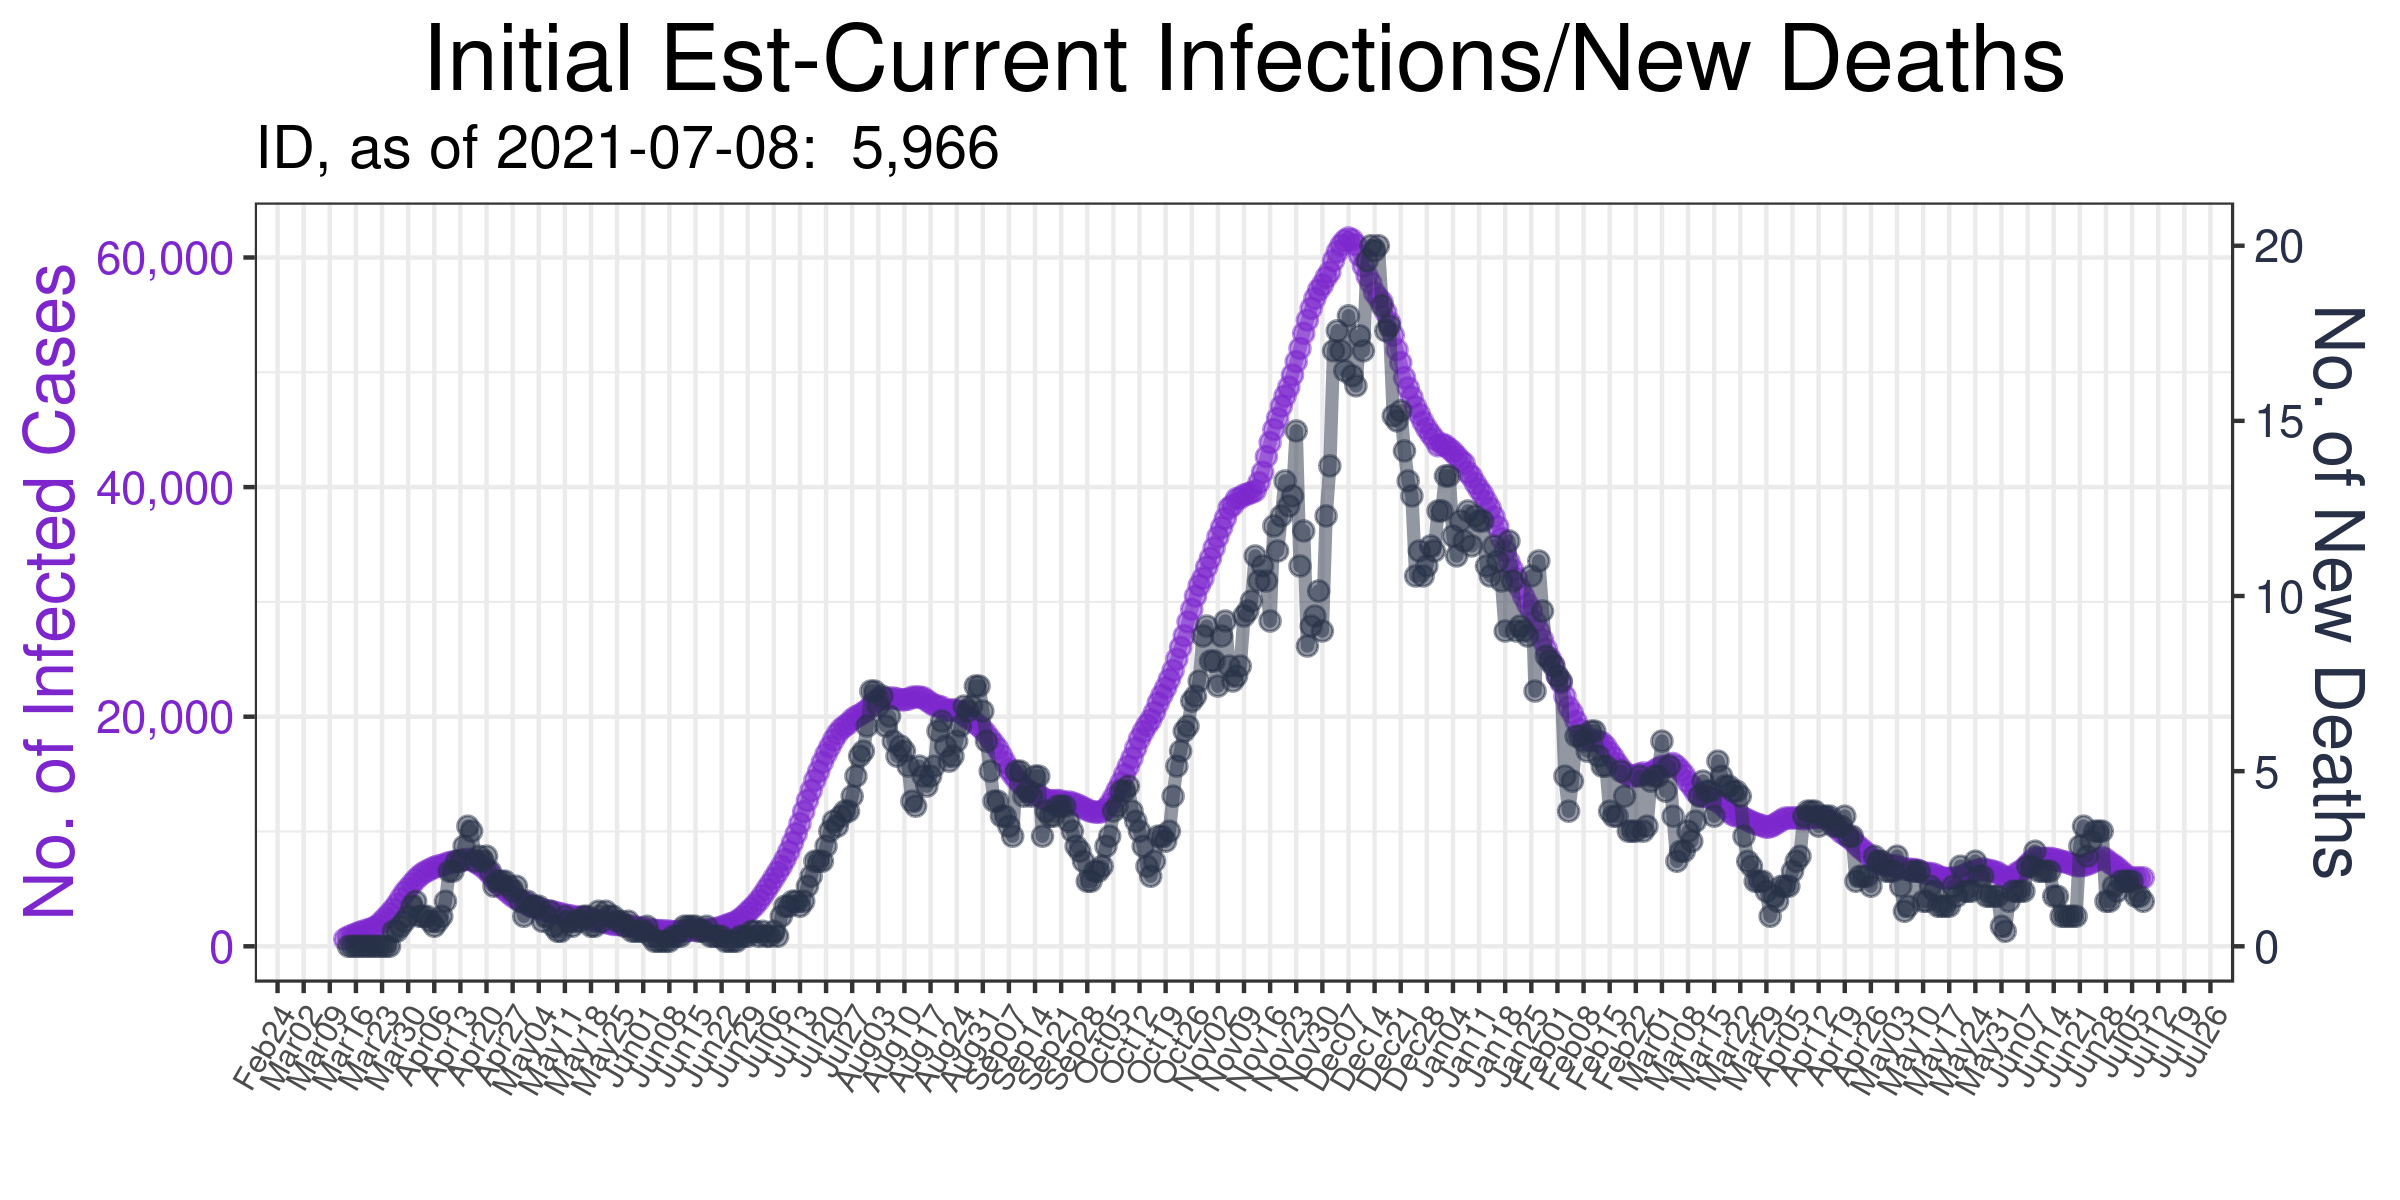 Initial Est-Current Infections/New Deaths
ID, as of 2021-07-08:  5,966
No. of Infected Cases
60,000
40,000
20,000
0
20
15
10
5
0
No. of New Deaths
Feb24
Mar02
Mar09
Mar16
Mar23
Mar30
Apr06
Apr13
Apr20
Apr27
May04
May11
May18
May25
Jun01
Jun08
Jun15
Jun22
Jun29
Jul06
Jul13
Jul20
Jul27
Aug03
Aug10
Aug17
Aug24
Aug31
Sep07
Sep14
Sep21
Sep28
Oct05
Oct12
Oct19
Oct26
Nov02
Nov09
Nov16
Nov23
Nov30
Dec07
Dec14
Dec21
Dec28
Jan04
Jan11
Jan18
Jan25
Feb01
Feb08
Feb15
Feb22
Mar01
Mar08
Mar15
Mar22
Mar29
Apr05
Apr12
Apr19
Apr26
May03
May10
May17
May24
May31
Jun07
Jun14
Jun21
Jun28
Jul05
Jul12
Jul19
Jul26